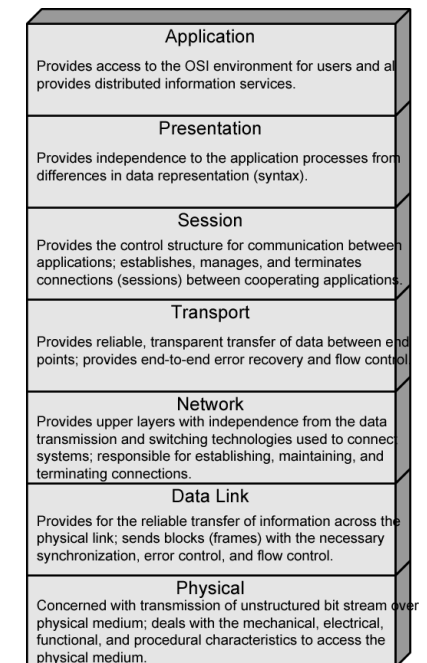 Application
Provides access to the OSI environment for users and al
provides distributed information services.
Presentation
Provides independence to the application processes from
differences in data representation (syntax).
Session
Provides the control structure for communication between
applications; establishes, manages, and terminates
connections (sessions) between cooperating applications.
Transport
Provides reliable, transparent transfer of data between end
points; provides end-to-end error recovery and flow control
Network
Provides upper layers with independence from the data
transmission and switching technologies used to connect
systems; responsible for establishing, maintaining, and
terminating connections.
Data Link
Provides for the reliable transfer of information across the
physical link; sends blocks (frames) with the necessary
synchronization, error control, and flow control.
Physical
Concerned with transmission of unstructured bit stream over
physical medium; deals with the mechanical, electrical,
functional, and procedural characteristics to access the
physical medium.